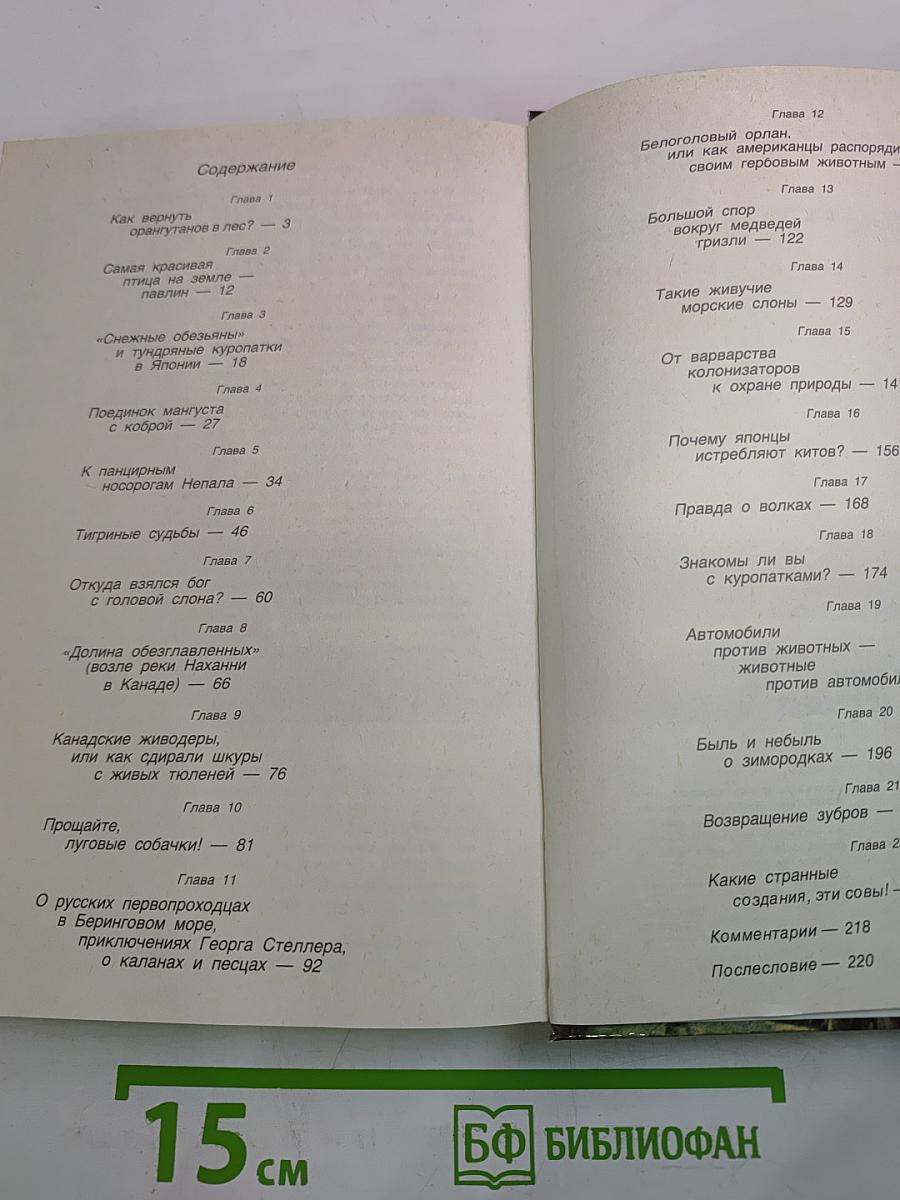 Содержание
Глава 1
Как вернуть
орангутанов в лес? — 3
Глава 2
Самая красивая
птица на земле —
павлин — 12
Глава 3
«Снежные обезьяны»
и тундряные куропатки
в Японии — 18
Глава 4
Поединок мангуста
с коброй — 27
Глава 5
К панцирным
носорогам Непала — 34
Глава 6
Тигриные судьбы — 46
Глава 7
Откуда взялся бог
с головой слона? — 60
Глава 8
«Долина обезглавленных»
(возле реки Наханни
в Канаде) — 66
Глава 9
Канадские живодеры,
или как сдирали шкуры
с живых тюленей — 76
Глава 10
Прощайте,
луговые собачки! — 81
Глава 11
О русских первопроходцах
в Беринговом море,
приключениях Георга Стеллера,
о каланах и песцах — 92
Глава 12
Белоголовый орлан,
или как американцы
своим гербовым животным —
Глава 13
Большой спор
вокруг медведей
гризли — 122
Глава 14
Такие живучие
морские слоны — 129
Глава 15
От варварства
колонизаторов
к охране природы —
Глава 16
Почему японцы
истребляют китов? — 156
Глава 17
Правда о волках — 168
Глава 18
Знакомы ли вы
с куропатками? — 174
Глава 19
Автомобили
против животных —
животные
против
Глава 20
Быль и небыль
о зимородках — 196
Глава 21
Возвращение зубров —
Глава
Какие странные
создания, эти совы! —
Комментарии — 218
Послесловие — 220
15 см
БФ БИБЛИОФАН